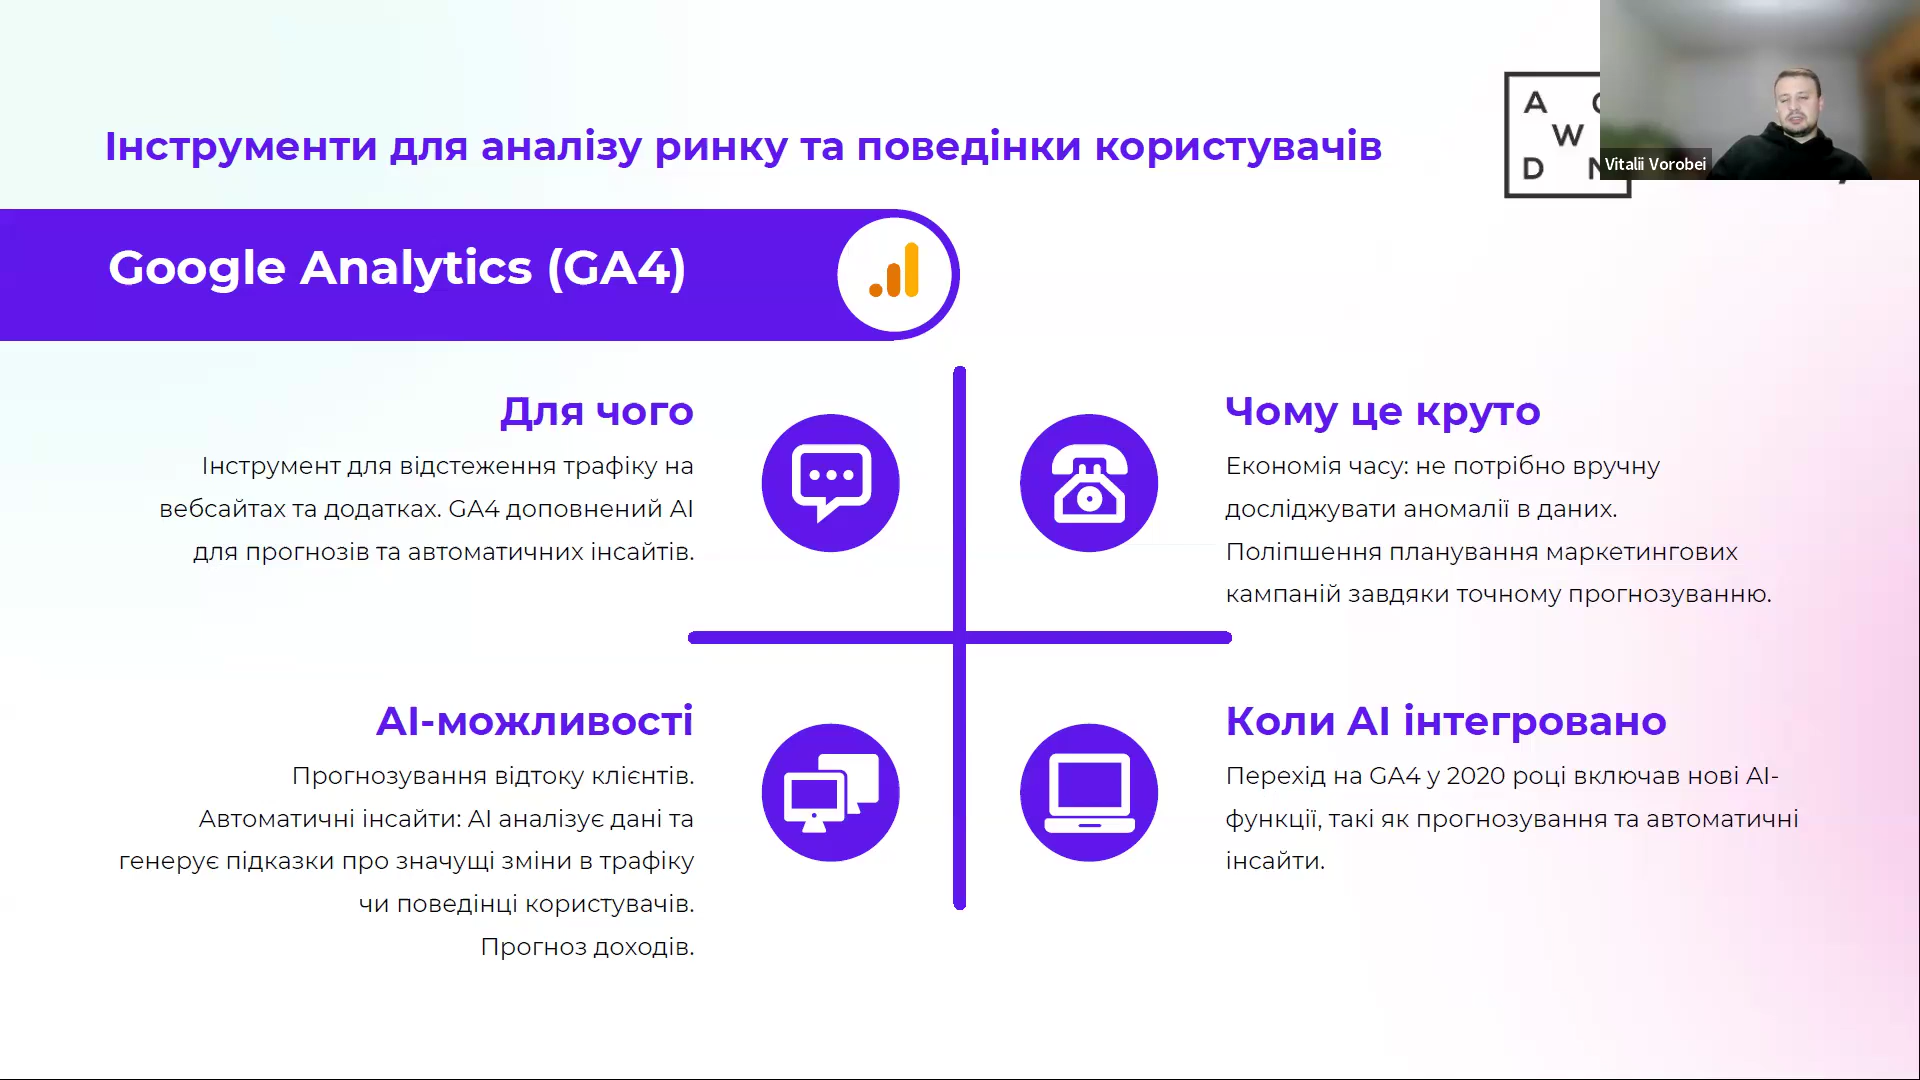 Інструменти для аналізу ринку та поведінки користувачів
A
W
D
Vitalii Vorobei
Google Analytics (GA4)
Для чого
Інструмент для відстеження трафіку на
вебсайтах та додатках. GA4 доповнений AI
для прогнозів та автоматичних інсайтів.
Чому це круто
Економія часу: не потрібно вручну
досліджувати аномалії в даних.
Поліпшення планування маркетингових
кампаній завдяки точному прогнозуванню.
AI-можливості
Прогнозування відтоку клієнтів.
Автоматичні інсайти: AI аналізує дані та
генерує підказки про значущі зміни в трафіку
чи поведінці користувачів.
Прогноз доходів.
Коли AI інтегровано
Перехід на GA4 у 2020 році включав нові AI-
функції, такі як прогнозування та автоматичні
інсайти.